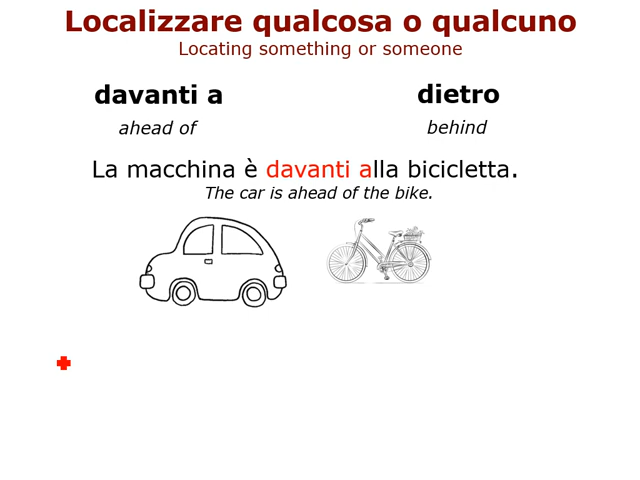 Localizzare qualcosa o qualcuno
Locating something or someone
davanti a dietro
ahead of behind
La macchina è davanti alla bicicletta.
The car is ahead of the bike.